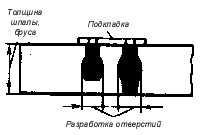 Толщина
шпалы,
бруса
Подкладка
Разработка отверстий